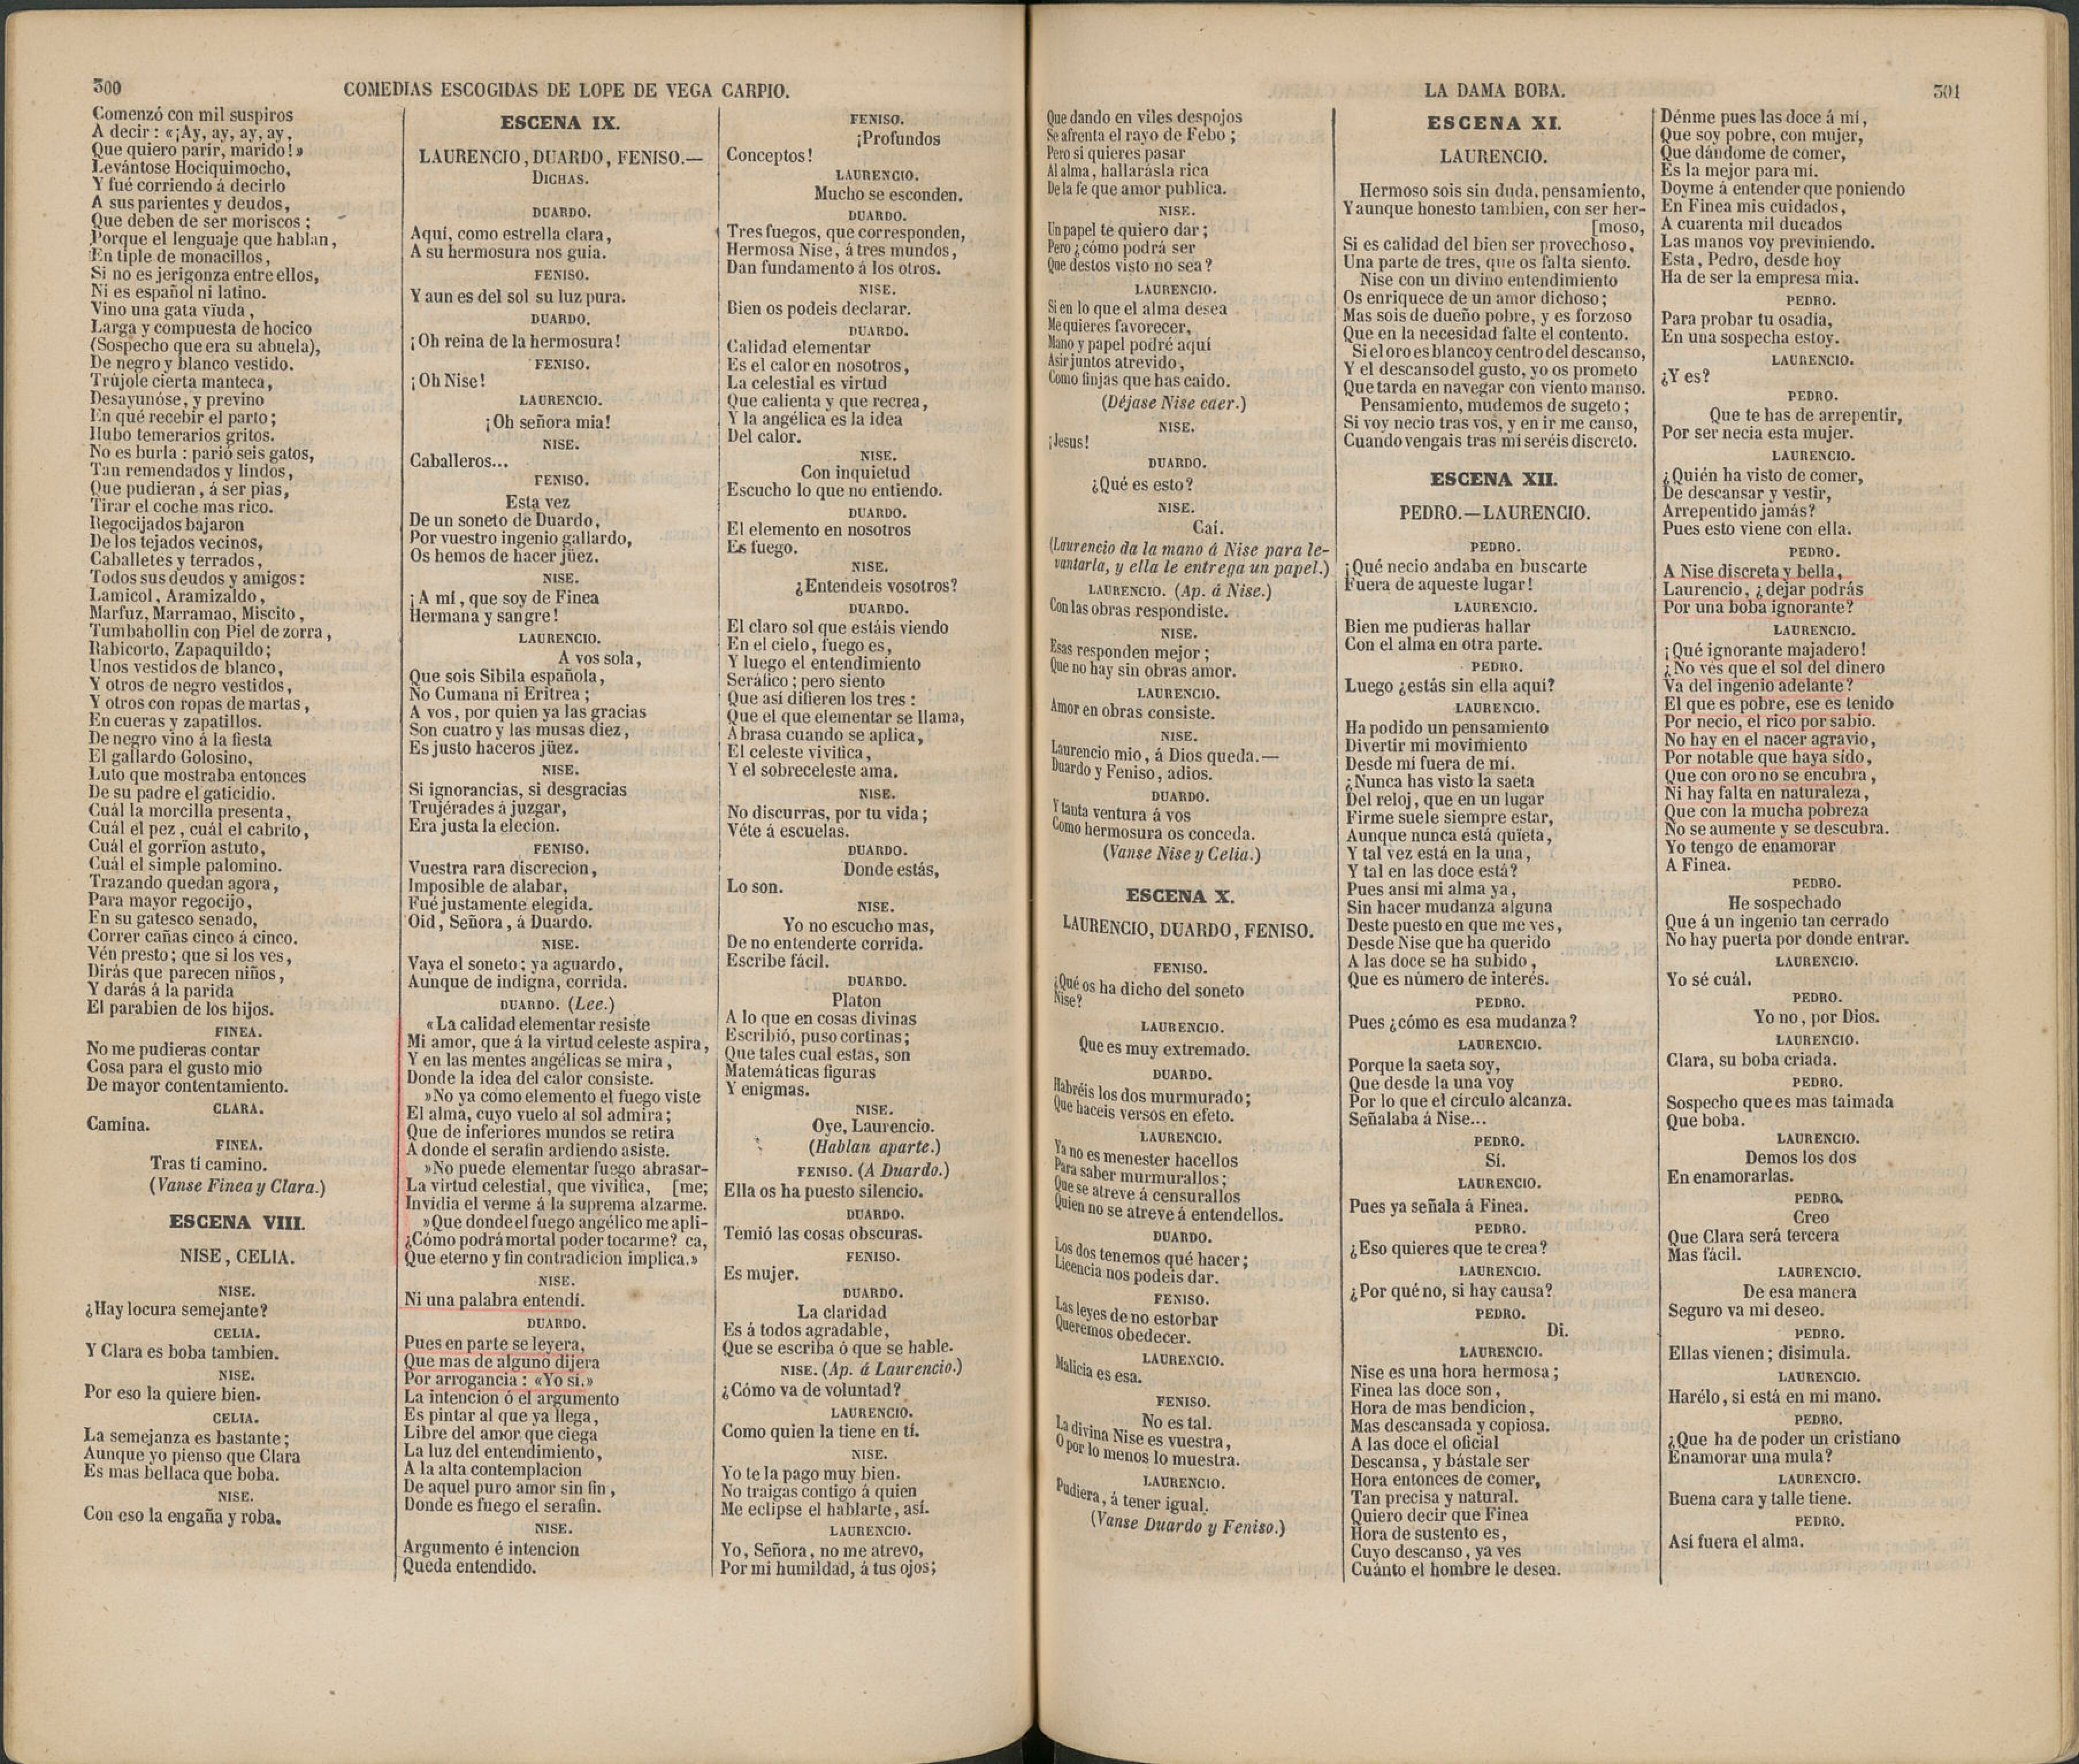 300
COMEDIAS ESCOGIDAS DE LOPE DE VEGA CARPIO.
Comenzó con mil suspiros
A decir : «¡Ay, ay, ay, ay,
Que quiero parir, marido!»
Levántose Hociquimocho,
Y fué corriendo á decirlo
A sus parientes y deudos,
Que deben de ser moriscos ;
Porque el lenguaje que hablan,
En tiple de monacillos,
Si no es jerigonza entre ellos,
Ni es español ni latino.
Vino una gata vïuda,
Larga y compuesta de hocico
(Sospecho que era su abuela),
De negro y blanco vestido.
Trújole cierta manteca,
Desayunóse, y previno
En qué recebir el parto ;
Hubo temerarios gritos.
No es burla : parió seis gatos,
Tan remendados y lindos,
Que pudieran, á ser pias,
Tirar el coche mas rico.
Regocijados bajaron
De los tejados vecinos,
Caballetes y terrados,
Todos sus deudos y amigos :
Lamicol, Aramizaldo,
Marfuz, Marramao, Miscito,
Tumbahollin con Piel de zorra,
Rabicorto, Zapaquildo;
Unos vestidos de blanco,
Y otros de negro vestidos,
Y otros con ropas de martas,
En cueras y zapatillos.
De negro vino á la fiesta
El gallardo Golosino,
Luto que mostraba entonces
De su padre el gaticidio.
Cuál la morcilla presenta,
Cuál el pez, cuál el cabrito,
Cuál el gorrïon astuto,
Cuál el simple palomino.
Trazando quedan agora,
Para mayor regocijo,
En su gatesco senado,
Correr cañas cinco á cinco.
Vén presto; que si los ves,
Dirás que parecen niños,
Y darás á la parida
El parabien de los hijos.
FINEA.
No me pudieras contar
Cosa para el gusto mio
De mayor contentamiento.
CLARA.
Camina.
FINEA.
Tras tí camino.
(Vanse Finea y Clara.)
ESCENA VIII.
NISE, CELIA.
NISE.
¿Hay locura semejante?
CELIA.
Y Clara es boba tambien.
NISE.
Por eso la quiere bien.
CELIA.
La semejanza es bastante;
Aunque yo pienso que Clara
Es mas bellaca que boba.
NISE.
Con eso la engaña y roba.
ESCENA IX.
LAURENCIO, DUARDO, FENISO.—
DICHAS.
DUARDO.
Aquí, como estrella clara,
A su hermosura nos guia.
FENISO.
Y aun es del sol su luz pura.
DUARDO.
¡Oh reina de la hermosura!
FENISO.
¡Oh Nise!
LAURENCIO.
¡Oh señora mia!
NISE.
Caballeros...
FENISO.
Esta vez
De un soneto de Duardo,
Por vuestro ingenio gallardo,
Os hemos de hacer jüez.
NISE.
¡A mí, que soy de Finea
Hermana y sangre!
LAURENCIO.
A vos sola,
Que sois Sibila española,
No Cumana ni Eritrea ;
A vos, por quien ya las gracias
Son cuatro y las musas diez,
Es justo haceros jüez.
NISE.
Si ignorancias, si desgracias
Trujérades á juzgar,
Era justa la elecion.
FENISO.
Vuestra rara discrecion,
Imposible de alabar,
Fué justamente elegida.
Oid, Señora, á Duardo.
NISE.
Vaya el soneto; ya aguardo,
Aunque de indigna, corrida.
DUARDO. (Lee.)
«La calidad elementar resiste
Mi amor, que á la virtud celeste aspira,
Y en las mentes angélicas se mira,
Donde la idea del calor consiste.
»No ya como elemento el fuego viste
El alma, cuyo vuelo al sol admira ;
Que de inferiores mundos se retira
A donde el serafin ardiendo asiste.
»No puede elementar fuego abrasar-
La virtud celestial, que vivifica, [me;
Invidia el verme á la suprema alzarme.
»Que donde el fuego angélico me apli-
¿Cómo podrá mortal poder tocarme? ca,
Que eterno y fin contradicion implica.»
NISE.
Ni una palabra entendí.
DUARDO.
Pues en parte se leyera,
Que mas de alguno dijera
Por arrogancia : «Yo sí.»
La intencion ó el argumento
Es pintar al que ya llega,
Libre del amor que ciega
La luz del entendimiento,
A la alta contemplacion
De aquel puro amor sin fin,
Donde es fuego el serafin.
NISE.
Argumento é intencion
Queda entendido.
FENISO.
¡Profundos
Conceptos!
LAURENCIO.
Mucho se esconden.
DUARDO.
Tres fuegos, que corresponden,
Hermosa Nise, á tres mundos,
Dan fundamento á los otros.
NISE.
Bien os podeis declarar.
DUARDO.
Calidad elementar
Es el calor en nosotros,
La celestial es virtud
Que calienta y que recrea,
Y la angélica es la idea
Del calor.
NISE.
Con inquietud
Escucho lo que no entiendo.
DUARDO.
El elemento en nosotros
Es fuego.
NISE.
¿Entendeis vosotros?
DUARDO.
El claro sol que estáis viendo
En el cielo, fuego es,
Y luego el entendimiento
Seráfico ; pero siento
Que así difieren los tres :
Que el que elementar se llama,
Abrasa cuando se aplica,
El celeste vivifica,
Y el sobreceleste ama.
NISE.
No discurras, por tu vida ;
Véte á escuelas.
DUARDO.
Donde estás,
Lo son.
NISE.
Yo no escucho mas,
De no entenderte corrida.
Escribe fácil.
DUARDO.
Platon
A lo que en cosas divinas
Escribió, puso cortinas ;
Que tales cual estas, son
Matemáticas figuras
Y enigmas.
NISE.
Oye, Laurencio.
(Hablan aparte.)
FENISO. (A Duardo.)
Ella os ha puesto silencio.
DUARDO.
Temió las cosas obscuras.
FENISO.
Es mujer.
DUARDO.
La claridad
Es á todos agradable,
Que se escriba ó que se hable.
NISE. (Ap. á Laurencio.)
¿Cómo va de voluntad?
LAURENCIO.
Como quien la tiene en tí.
NISE.
Yo te la pago muy bien.
No traigas contigo á quien
Me eclipse el hablarte, así.
LAURENCIO.
Yo, Señora, no me atrevo,
Por mi humildad, á tus ojos;
LA DAMA BOBA.
301
Que dando en viles despojos
Se afrenta el rayo de Febo ;
Pero si quieres pasar
Al alma, hallarásla rica
De la fe que amor publica.
NISE.
Un papel te quiero dar ;
Pero ¿cómo podrá ser
Que destos visto no sea?
LAURENCIO.
Si en lo que el alma desea
Me quieres favorecer,
Mano y papel podré aquí
Asir juntos atrevido,
Como finjas que has caido.
(Déjase Nise caer.)
NISE.
¡Jesus!
DUARDO.
¿Qué es esto?
NISE.
Caí.
(Laurencio da la mano á Nise para le-
vantarla, y ella le entrega un papel.)
LAURENCIO. (Ap. á Nise.)
Con las obras respondiste.
NISE.
Esas responden mejor ;
Que no hay sin obras amor.
LAURENCIO.
Amor en obras consiste.
NISE.
Laurencio mio, á Dios queda.—
Duardo y Feniso, adios.
DUARDO.
Y tanta ventura á vos
Como hermosura os conceda.
(Vanse Nise y Celia.)
ESCENA X.
LAURENCIO, DUARDO, FENISO.
FENISO.
¿Qué os ha dicho del soneto
Nise?
LAURENCIO.
Que es muy extremado.
DUARDO.
Habréis los dos murmurado;
Que haceis versos en efeto.
LAURENCIO.
Ya no es menester hacellos
Para saber murmurallos ;
Que se atreve á censurallos
Quien no se atreve á entendellos.
DUARDO.
Los dos tenemos qué hacer ;
Licencia nos podeis dar.
FENISO.
Las leyes de no estorbar
Queremos obedecer.
LAURENCIO.
Malicia es esa.
FENISO.
No es tal.
La divina Nise es vuestra,
O por lo menos lo muestra.
LAURENCIO.
Pudiera, á tener igual.
(Vanse Duardo y Feniso.)
ESCENA XI.
LAURENCIO.
Hermoso sois sin duda, pensamiento,
Y aunque honesto tambien, con ser her-
[moso,
Si es calidad del bien ser provechoso,
Una parte de tres, que os falta siento.
Nise con un divino entendimiento
Os enriquece de un amor dichoso ;
Mas sois de dueño pobre, y es forzoso
Que en la necesidad falte el contento.
Si el oro es blanco y centro del descanso,
Y el descanso del gusto, yo os prometo
Que tarda en navegar con viento manso.
Pensamiento, mudemos de sugeto ;
Si voy necio tras vos, y en ir me canso,
Cuando vengais tras mí seréis discreto.
ESCENA XII.
PEDRO.—LAURENCIO.
PEDRO.
¡Qué necio andaba en buscarte
Fuera de aqueste lugar!
LAURENCIO.
Bien me pudieras hallar
Con el alma en otra parte.
PEDRO.
Luego ¿estás sin ella aquí?
LAURENCIO.
Ha podido un pensamiento
Divertir mi movimiento
Desde mí fuera de mí.
¿Nunca has visto la saeta
Del reloj, que en un lugar
Firme suele siempre estar,
Aunque nunca está quïeta,
Y tal vez está en la una,
Y tal en las doce está?
Pues ansí mi alma ya,
Sin hacer mudanza alguna
Deste puesto en que me ves,
Desde Nise que ha querido
A las doce se ha subido,
Que es número de interés.
PEDRO.
Pues ¿cómo es esa mudanza?
LAURENCIO.
Porque la saeta soy,
Que desde la una voy
Por lo que el círculo alcanza.
Señalaba á Nise...
PEDRO.
Sí.
LAURENCIO.
Pues ya señala á Finea.
PEDRO.
¿Eso quieres que te crea?
LAURENCIO.
¿Por qué no, si hay causa?
PEDRO.
Di.
LAURENCIO.
Nise es una hora hermosa ;
Finea las doce son,
Hora de mas bendicion,
Mas descansada y copiosa.
A las doce el oficial
Descansa, y bástale ser
Hora entonces de comer,
Tan precisa y natural.
Quiero decir que Finea
Hora de sustento es,
Cuyo descanso, ya ves
Cuánto el hombre le desea.
Dénme pues las doce á mí,
Que soy pobre, con mujer,
Que dándome de comer,
Es la mejor para mí.
Doyme á entender que poniendo
En Finea mis cuidados,
A cuarenta mil ducados
Las manos voy previniendo.
Esta, Pedro, desde hoy
Ha de ser la empresa mia.
PEDRO.
Para probar tu osadía,
En una sospecha estoy.
LAURENCIO.
¿Y es?
PEDRO.
Que te has de arrepentir,
Por ser necia esta mujer.
LAURENCIO.
¿Quién ha visto de comer,
De descansar y vestir,
Arrepentido jamás?
Pues esto viene con ella.
PEDRO.
A Nise discreta y bella,
Laurencio, ¿dejar podrás
Por una boba ignorante?
LAURENCIO.
¡Qué ignorante majadero!
¿No ves que el sol del dinero
Va del ingenio adelante?
El que es pobre, ese es tenido
Por necio, el rico por sabio.
No hay en el nacer agravio,
Por notable que haya sido,
Que con oro no se encubra,
Ni hay falta en naturaleza,
Que con la mucha pobreza
No se aumente y se descubra.
Yo tengo de enamorar
A Finea.
PEDRO.
He sospechado
Que á un ingenio tan cerrado
No hay puerta por donde entrar.
LAURENCIO.
Yo sé cuál.
PEDRO.
Yo no, por Dios.
LAURENCIO.
Clara, su boba criada.
PEDRO.
Sospecho que es mas taimada
Que boba.
LAURENCIO.
Demos los dos
En enamorarlas.
PEDRO.
Creo
Que Clara será tercera
Mas fácil.
LAURENCIO.
De esa manera
Seguro va mi deseo.
PEDRO.
Ellas vienen ; disimula.
LAURENCIO.
Harélo, si está en mi mano.
PEDRO.
¿Que ha de poder un cristiano
Enamorar una mula?
LAURENCIO.
Buena cara y talle tiene.
PEDRO.
Así fuera el alma.